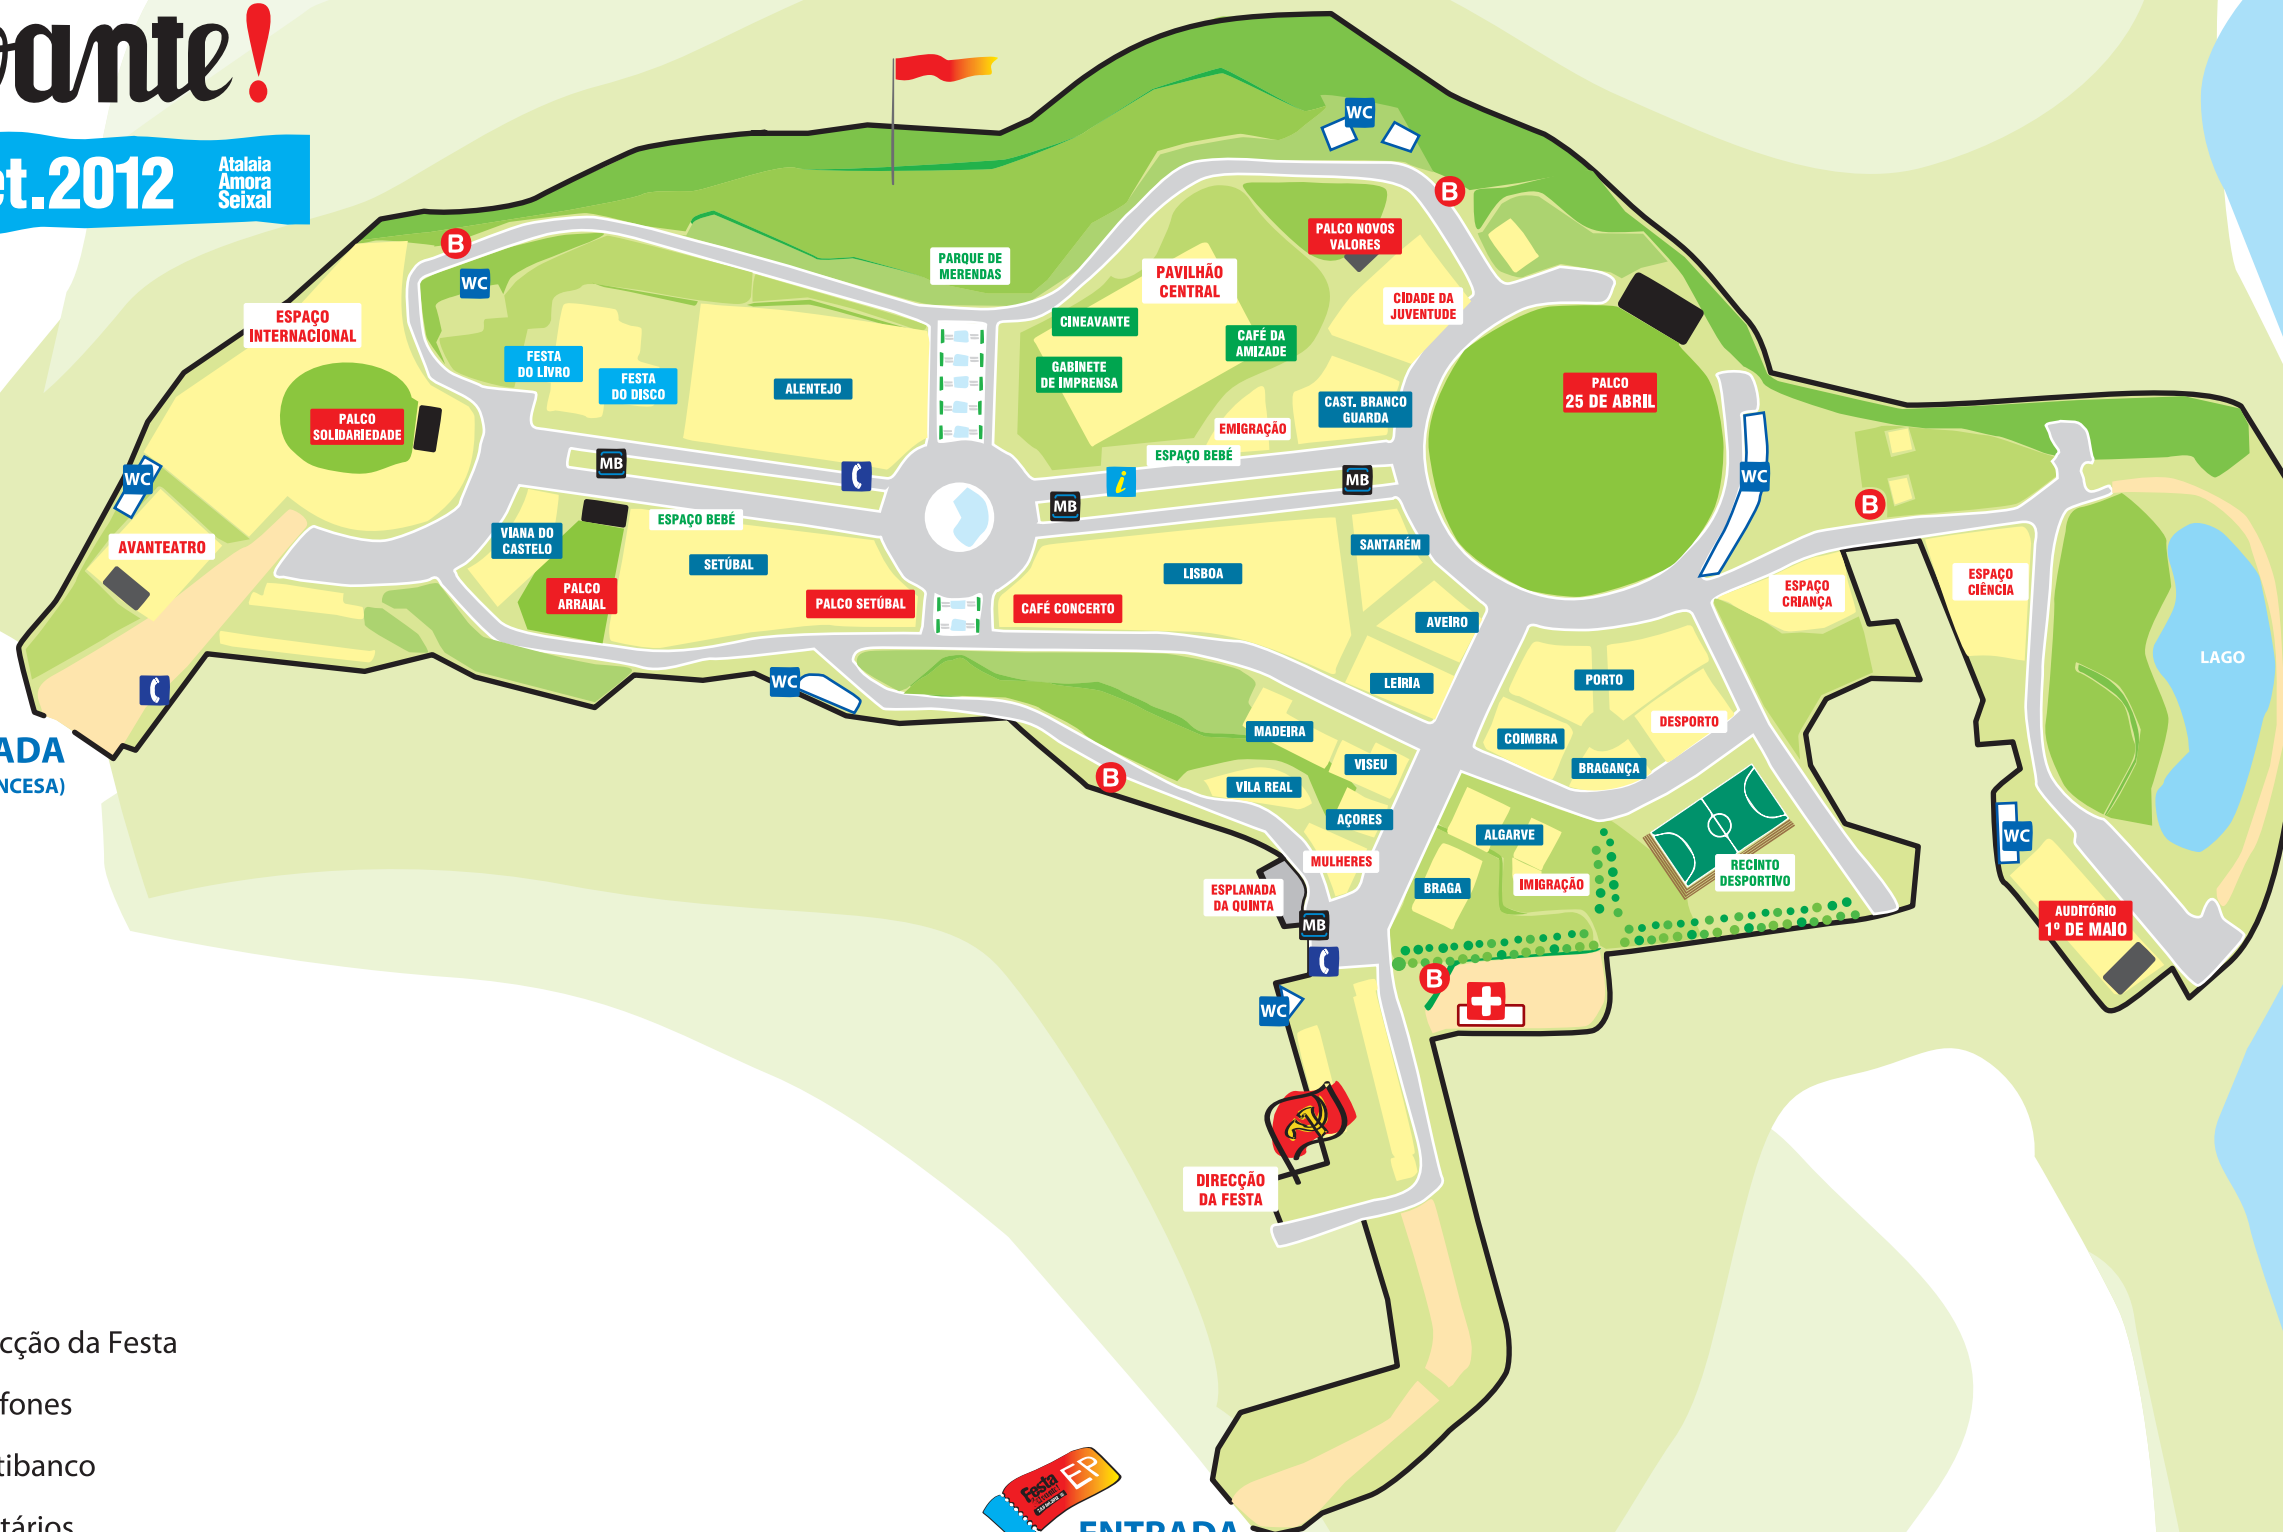 vante!
et.2012
Atalaia
Amora
Seixal
B
WC
ESPAÇO
INTERNACIONAL
PALCO
SOLIDARIEDADE
WC
AVANTEATRO
ADA
NCESA)
FESTA
DO LIVRO
FESTA
DO DISCO
ALENTEJO
MB
VIANA DO
CASTELO
ESPAÇO BEBÉ
SETÚBAL
PALCO
ARRAIAL
PALCO SETÚBAL
WC
PARQUE DE
MERENDAS
PAVILHÃO
CENTRAL
CINEAVANTE
GABINETE
DE IMPRENSA
CAFÉ DA
AMIZADE
WC
B
PALCO NOVOS
VALORES
CIDADE DA
JUVENTUDE
CAST. BRANCO
GUARDA
EMIGRAÇÃO
ESPAÇO BEBÉ
i
MB
MB
PALCO
25 DE ABRIL
WC
B
SANTARÉM
LISBOA
CAFÉ CONCERTO
AVEIRO
LEIRIA
ESPAÇO
CRIANÇA
ESPAÇO
CIÊNCIA
LAGO
PORTO
DESPORTO
COIMBRA
BRAGANÇA
MADEIRA
VISEU
VILA REAL
AÇORES
B
MULHERES
ESPLANADA
DA QUINTA
MB
ALGARVE
BRAGA
IMIGRAÇÃO
RECINTO
DESPORTIVO
WC
AUDITÓRIO
1º DE MAIO
B
WC
DIRECÇÃO
DA FESTA
cção da Festa
fones
tibanco
tários
Festa
EP
ENTRADA